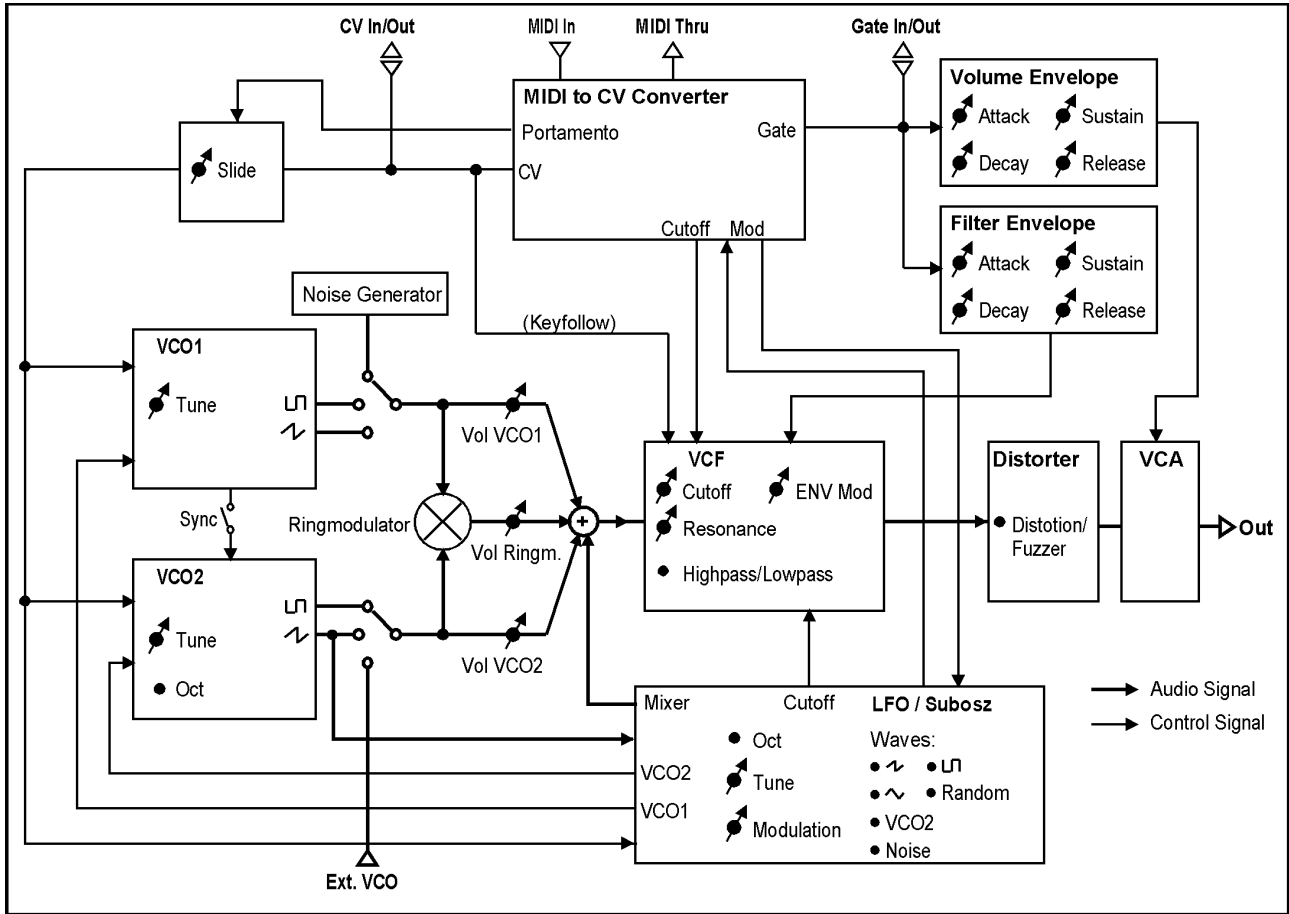 CV In/Out
MIDI In
MIDI Thru
Gate In/Out
MIDI to CV Converter
Portamento
Gate
CV
Cutoff
Mod
Slide
Volume Envelope
Attack
Sustain
Decay
Release
Filter Envelope
Attack
Sustain
Decay
Release
Noise Generator
(Keyfollow)
VCO1
Tune
Vol VCO1
Sync
Ringmodulator
Vol Ringm.
+
VCF
Cutoff
ENV Mod
Resonance
Highpass/Lowpass
Distorter
Distotion/
Fuzzer
VCA
Out
VCO2
Tune
Oct
Vol VCO2
Mixer
Cutoff
LFO / Subosz
Oct
Waves:
VCO2
Tune
Random
VCO1
Modulation
VCO2
Noise
Ext. VCO
Audio Signal
Control Signal